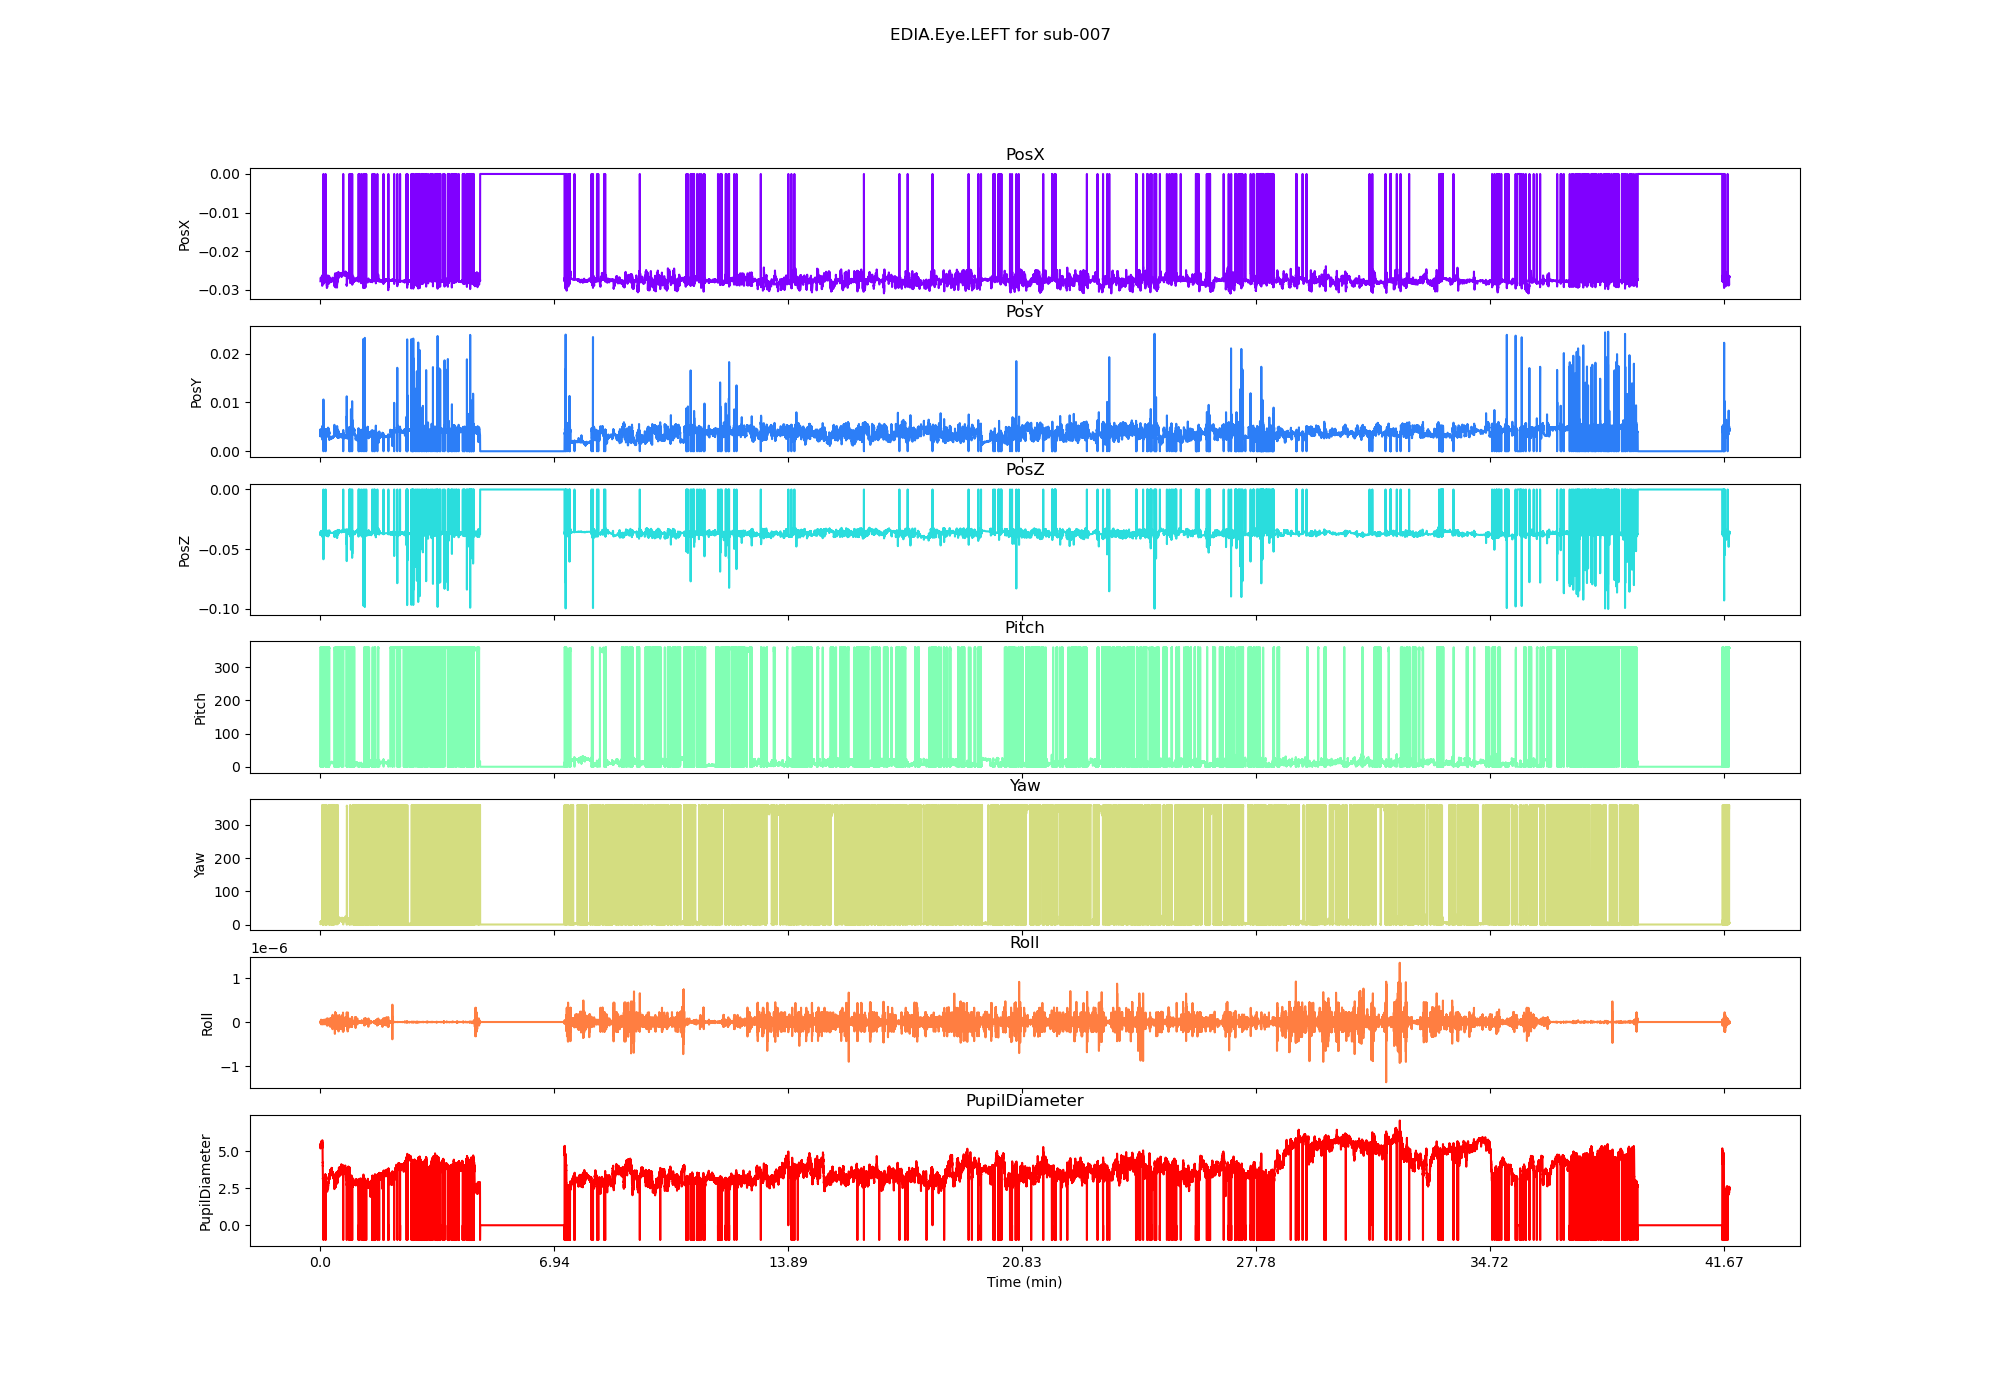 EDIA.Eye.LEFT for sub-007
PosX
0.00
−0.01
−0.02
−0.03
PosX
PosY
0.02
0.01
0.00
PosY
PosZ
0.00
−0.05
−0.10
PosZ
Pitch
300
200
100
0
Pitch
Yaw
300
200
100
0
Yaw
1e−6
Roll
1
0
−1
Roll
PupilDiameter
5.0
2.5
0.0
PupilDiameter
0.0 6.94 13.89 20.83 27.78 34.72 41.67
Time (min)